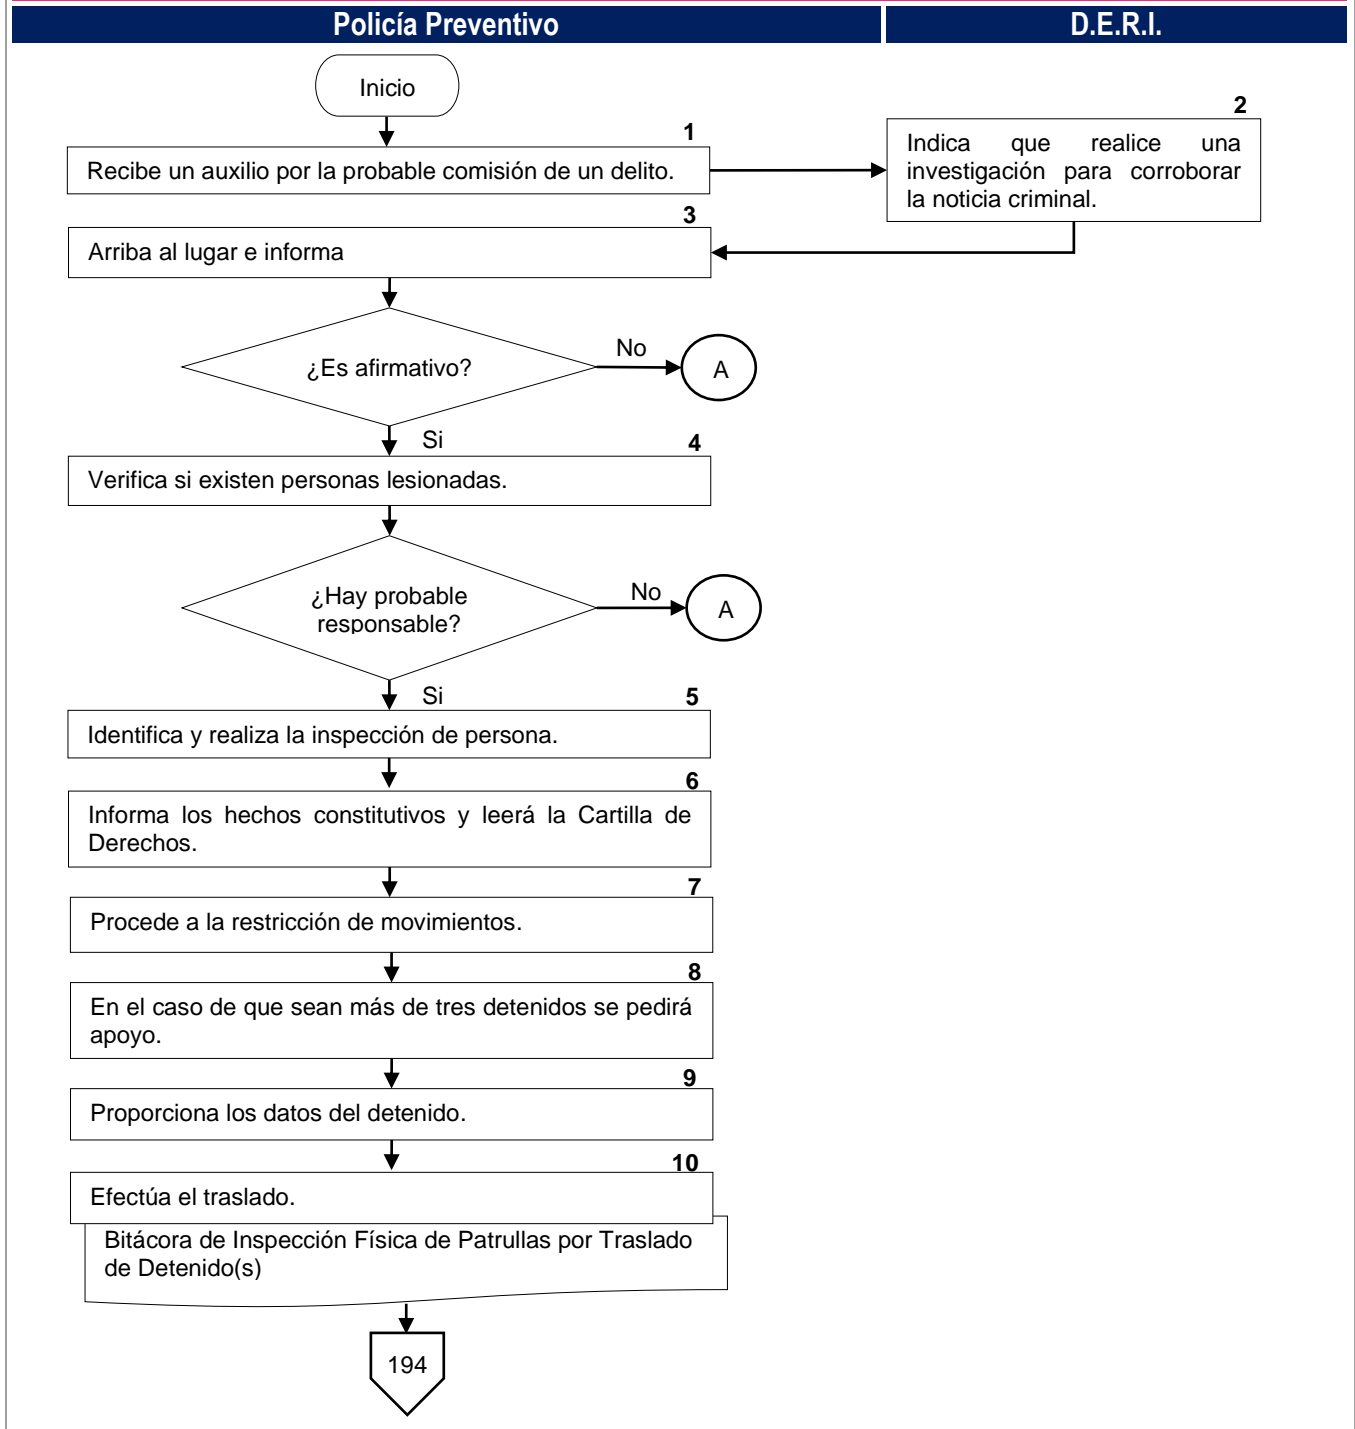 Policía Preventivo
D.E.R.I.
Inicio
1
Recibe un auxilio por la probable comisión de un delito.
2
Indica que realice una
investigación para corroborar
la noticia criminal.
3
Arriba al lugar e informa
¿Es afirmativo?
No
A
Si
4
Verifica si existen personas lesionadas.
¿Hay probable
responsable?
No
A
Si
5
Identifica y realiza la inspección de persona.
6
Informa los hechos constitutivos y leerá la Cartilla de
Derechos.
7
Procede a la restricción de movimientos.
8
En el caso de que sean más de tres detenidos se pedirá
apoyo.
9
Proporciona los datos del detenido.
10
Efectúa el traslado.
Bitácora de Inspección Física de Patrullas por Traslado
de Detenido(s)
194